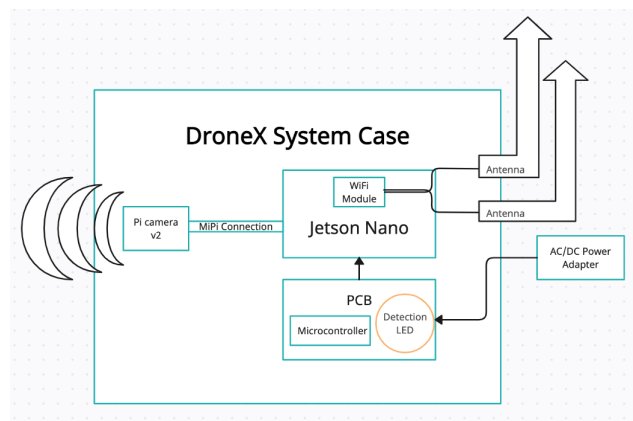 DroneX System Case
Antenna
WiFi
Module
Jetson Nano
Antenna
Pi camera
v2
MiPi Connection
AC/DC Power
Adapter
PCB
Detection
LED
Microcontroller